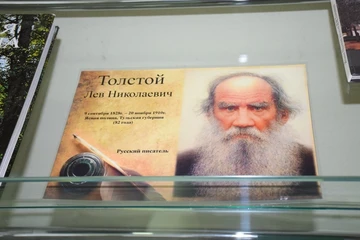 Толстой
Лев Николаевич
9 сентября 1828г. - 20 ноября 1910г.
Ясная поляна, Тульская губерния
(82 года)
Русский писатель